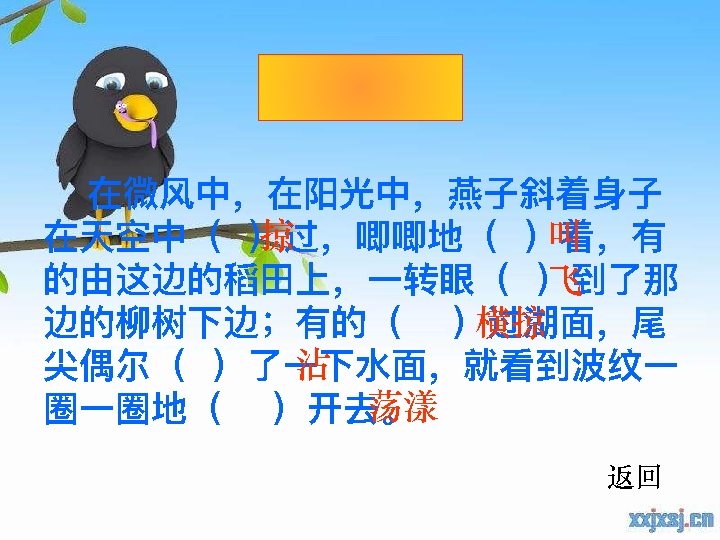 在微风中，在阳光中，燕子斜着身子
在天空中（ 掠 ）过，唧唧地（ 叫 ）着，有
的由这边的稻田上，一转眼（ 飞 ）到了那
边的柳树下边；有的（ 横掠 ）过湖面，尾
尖偶尔（ 沾 ）了一下水面，就看到波纹一
圈一圈地（ 荡漾 ）开去。
返回
xxjxsj.cn